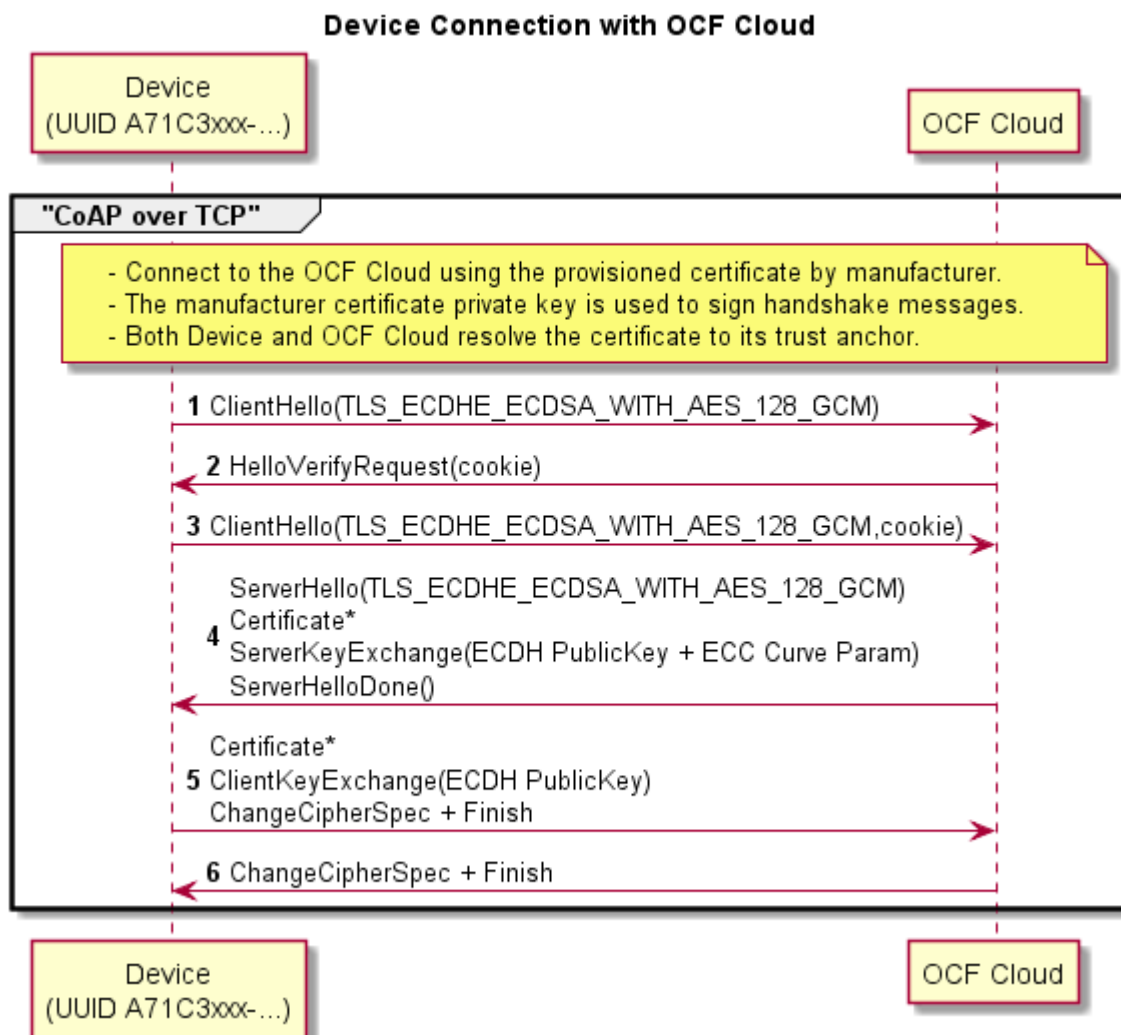 Device Connection with OCF Cloud
Device
(UUID A71C3xxx-...)
OCF Cloud
"CoAP over TCP"
- Connect to the OCF Cloud using the provisioned certificate by manufacturer.
- The manufacturer certificate private key is used to sign handshake messages.
- Both Device and OCF Cloud resolve the certificate to its trust anchor.
1 ClientHello(TLS_ECDHE_ECDSA_WITH_AES_128_GCM)
2 HelloVerifyRequest(cookie)
3 ClientHello(TLS_ECDHE_ECDSA_WITH_AES_128_GCM,cookie)
ServerHello(TLS_ECDHE_ECDSA_WITH_AES_128_GCM)
Certificate*
4
ServerKeyExchange(ECDH PublicKey + ECC Curve Param)
ServerHelloDone()
Certificate*
5 ClientKeyExchange(ECDH PublicKey)
ChangeCipherSpec + Finish
6 ChangeCipherSpec + Finish
Device
(UUID A71C3xxx-...)
OCF Cloud